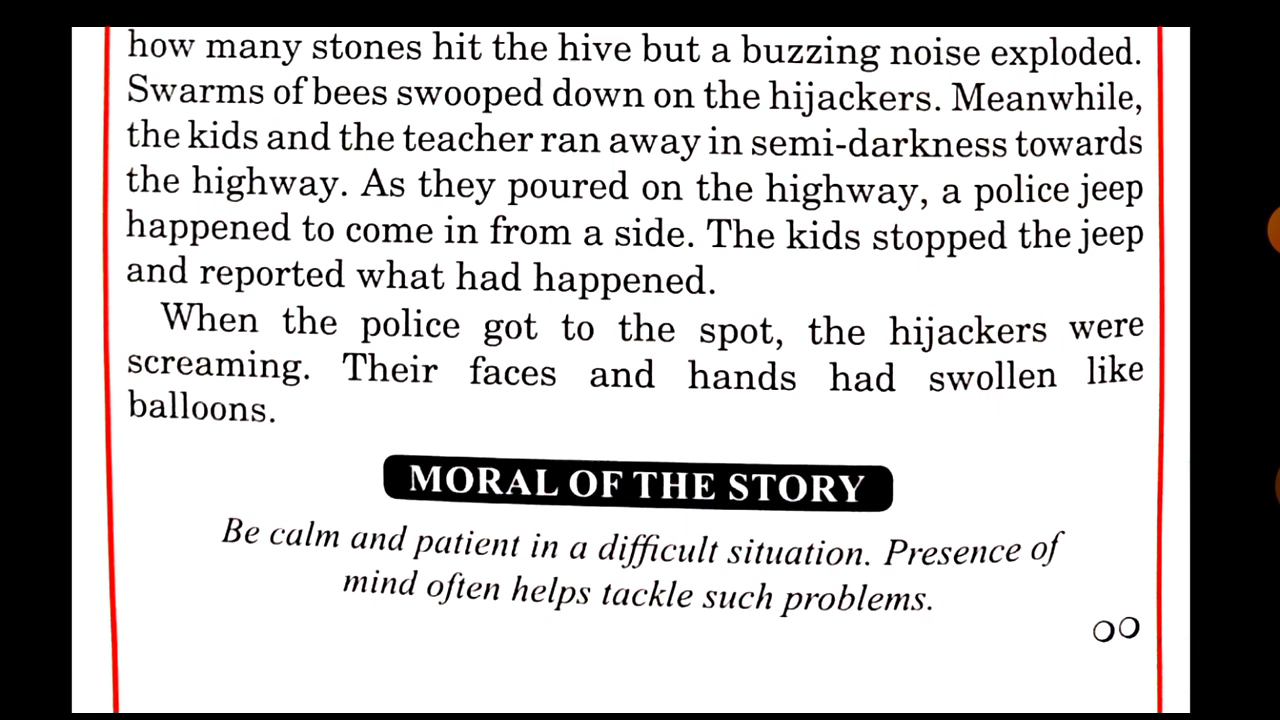 how many stones hit the hive but a buzzing noise exploded.
Swarms of bees swooped down on the hijackers. Meanwhile,
the kids and the teacher ran away in semi-darkness towards
the highway. As they poured on the highway, a police jeep
happened to come in from a side. The kids stopped the jeep
and reported what had happened.
When the police got to the spot, the hijackers were
screaming. Their faces and hands had swollen like
balloons.
MORAL OF THE STORY
Be calm and patient in a difficult situation. Presence of
mind often helps tackle such problems.